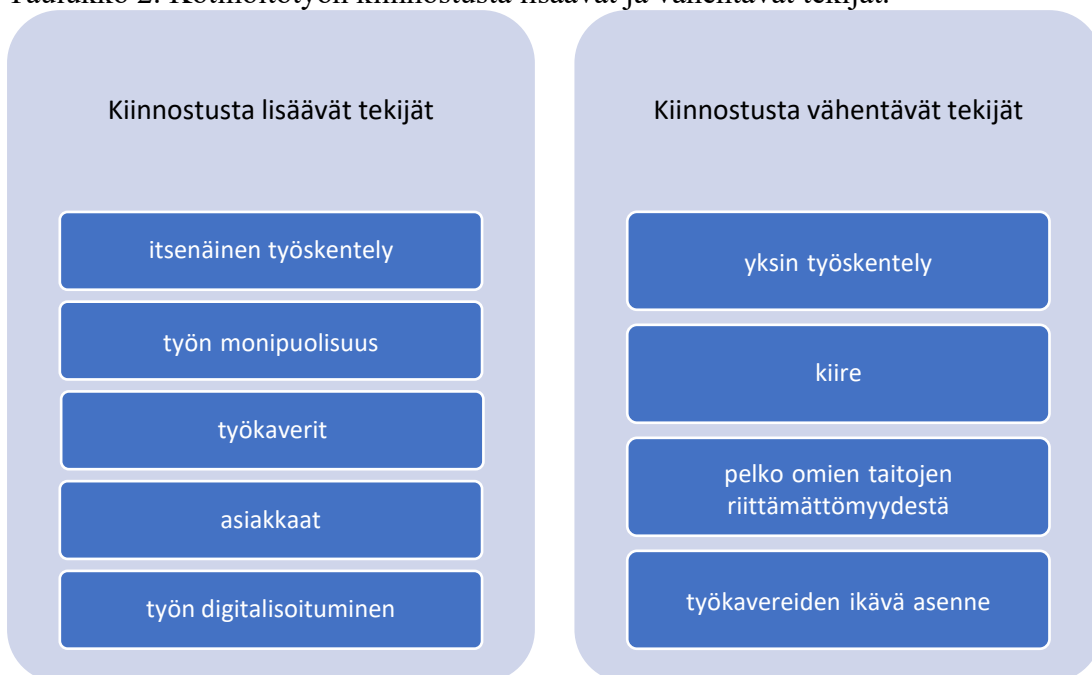 Taulukko 2. Kotihoitotyön kiinnostusta lisäävät ja vähentävät tekijät.
Kiinnostusta lisäävät tekijät
itsenäinen työskentely
työn monipuolisuus
työkaverit
asiakkaat
työn digitalisoituminen
Kiinnostusta vähentävät tekijät
yksin työskentely
kiire
pelko omien taitojen
riittämättömyydestä
työkavereiden ikävä asenne